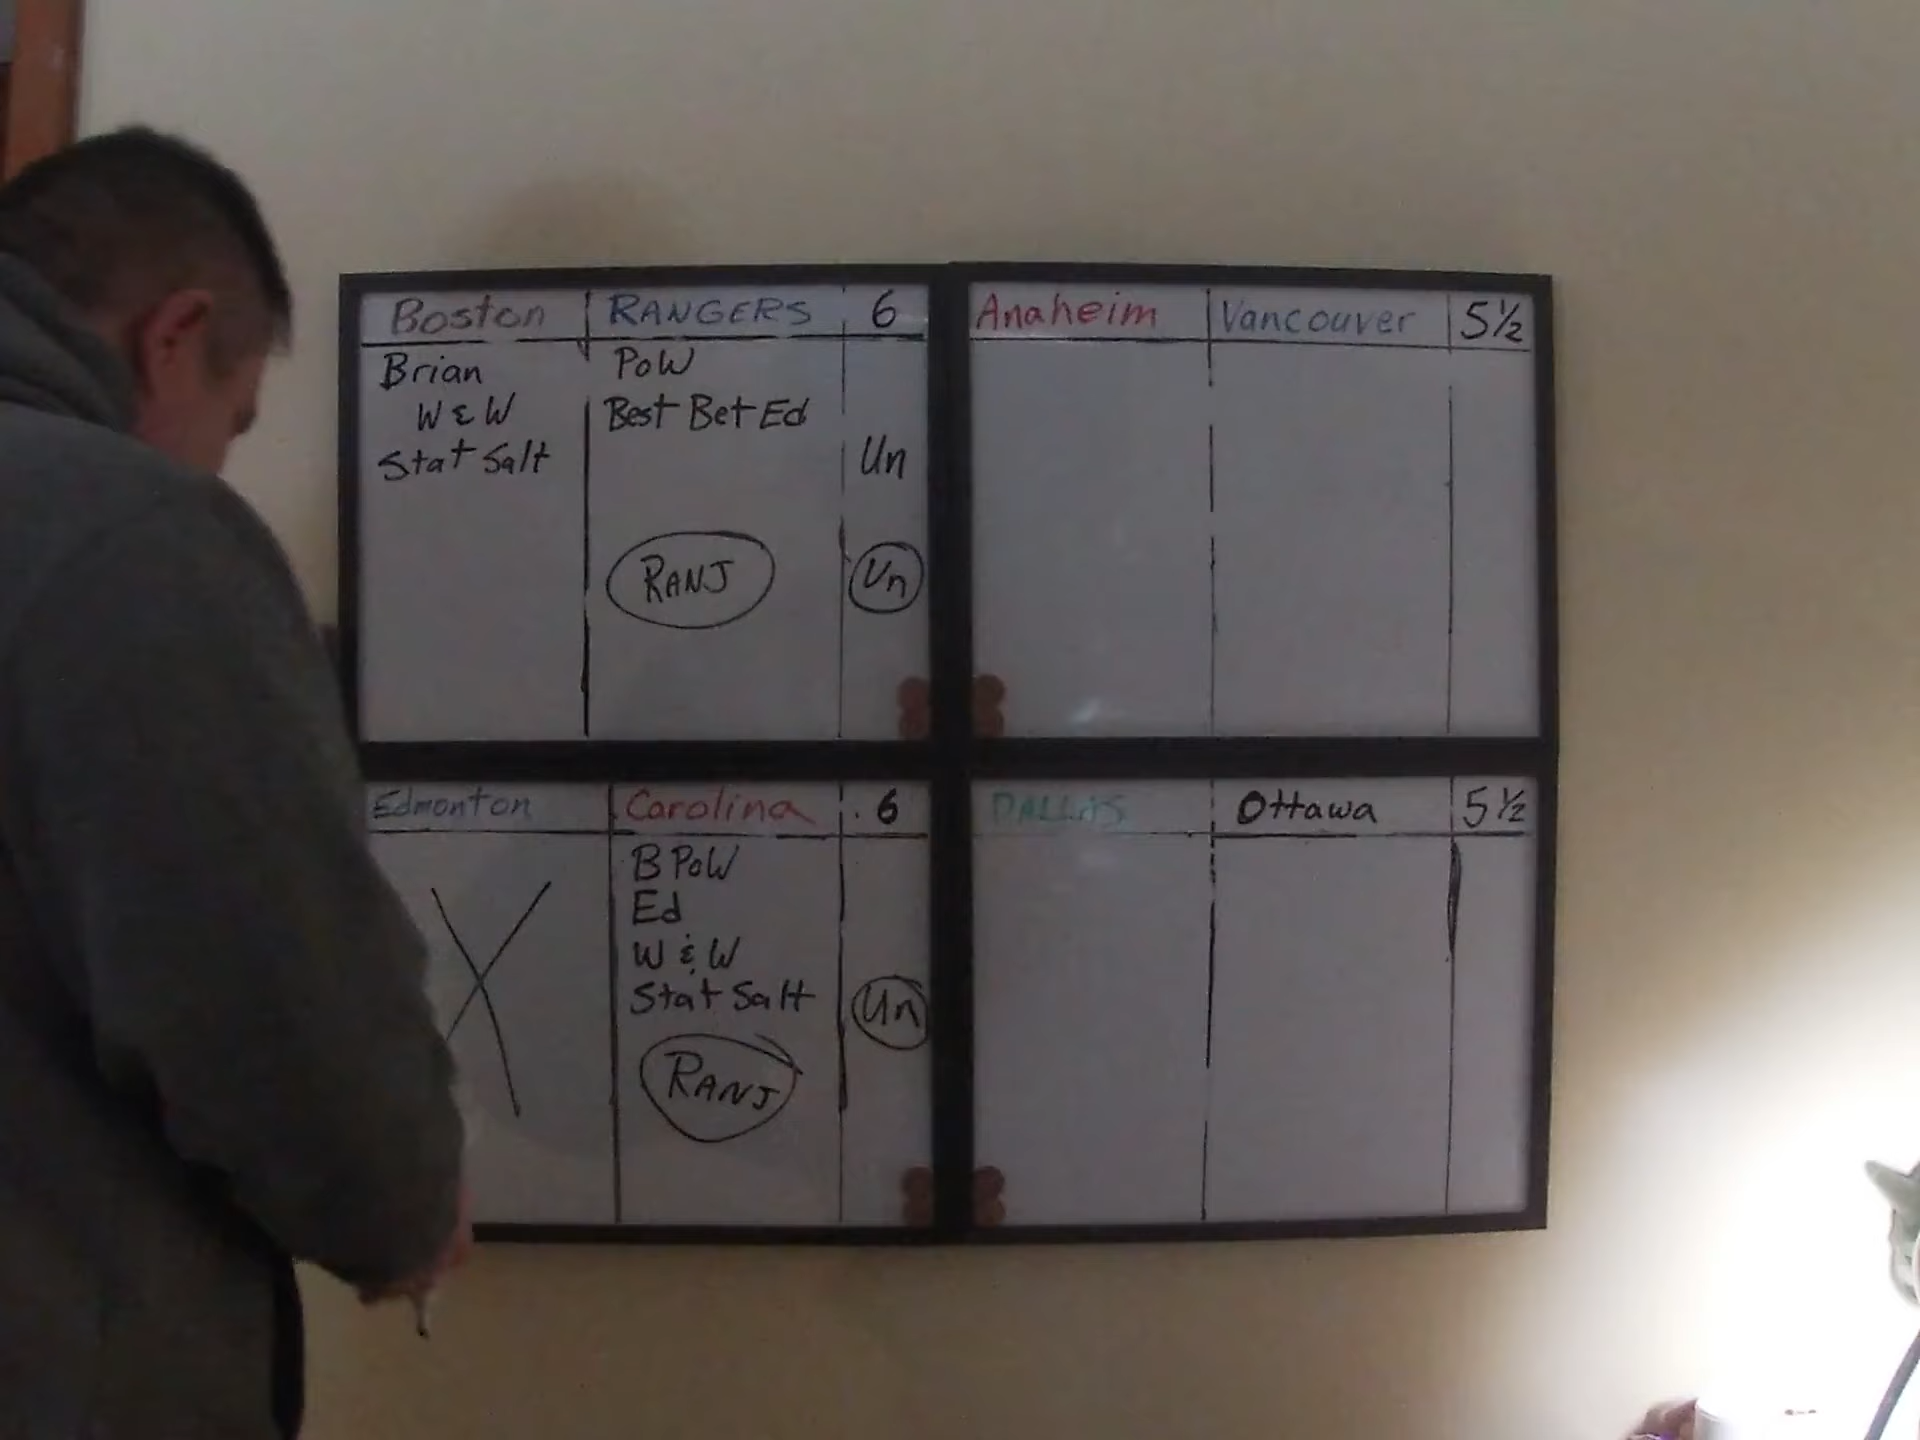 Boston RANGERS 6
Brian PoW
W & W Best Bet Ed
Stat Salt Un
RANJ Un
Anaheim Vancouver 5½
Edmonton Carolina 6
B PoW
Ed
W & W
Stat Salt Un
RANJ
DALLAS Ottawa 5½